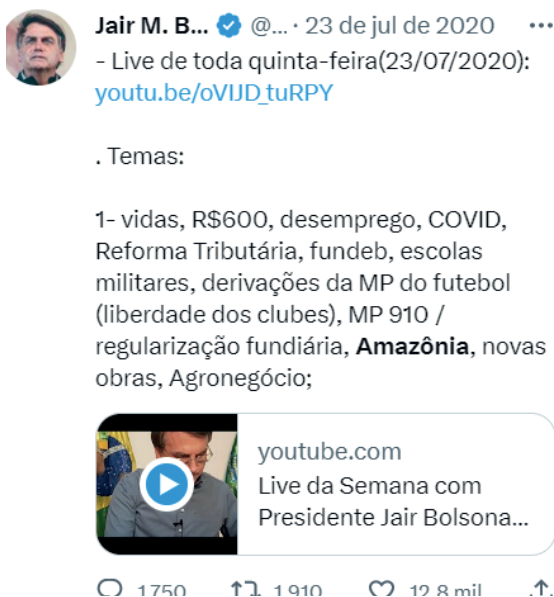 Jair M. B... @... · 23 de jul de 2020 ...
- Live de toda quinta-feira(23/07/2020):
youtu.be/oVIJD_tuRPY
. Temas:
1- vidas, R$600, desemprego, COVID,
Reforma Tributária, fundeb, escolas
militares, derivações da MP do futebol
(liberdade dos clubes), MP 910 /
regularização fundiária, Amazônia, novas
obras, Agronegócio;
youtube.com
Live da Semana com
Presidente Jair Bolsona...
1.750 1.910 12,8 mil